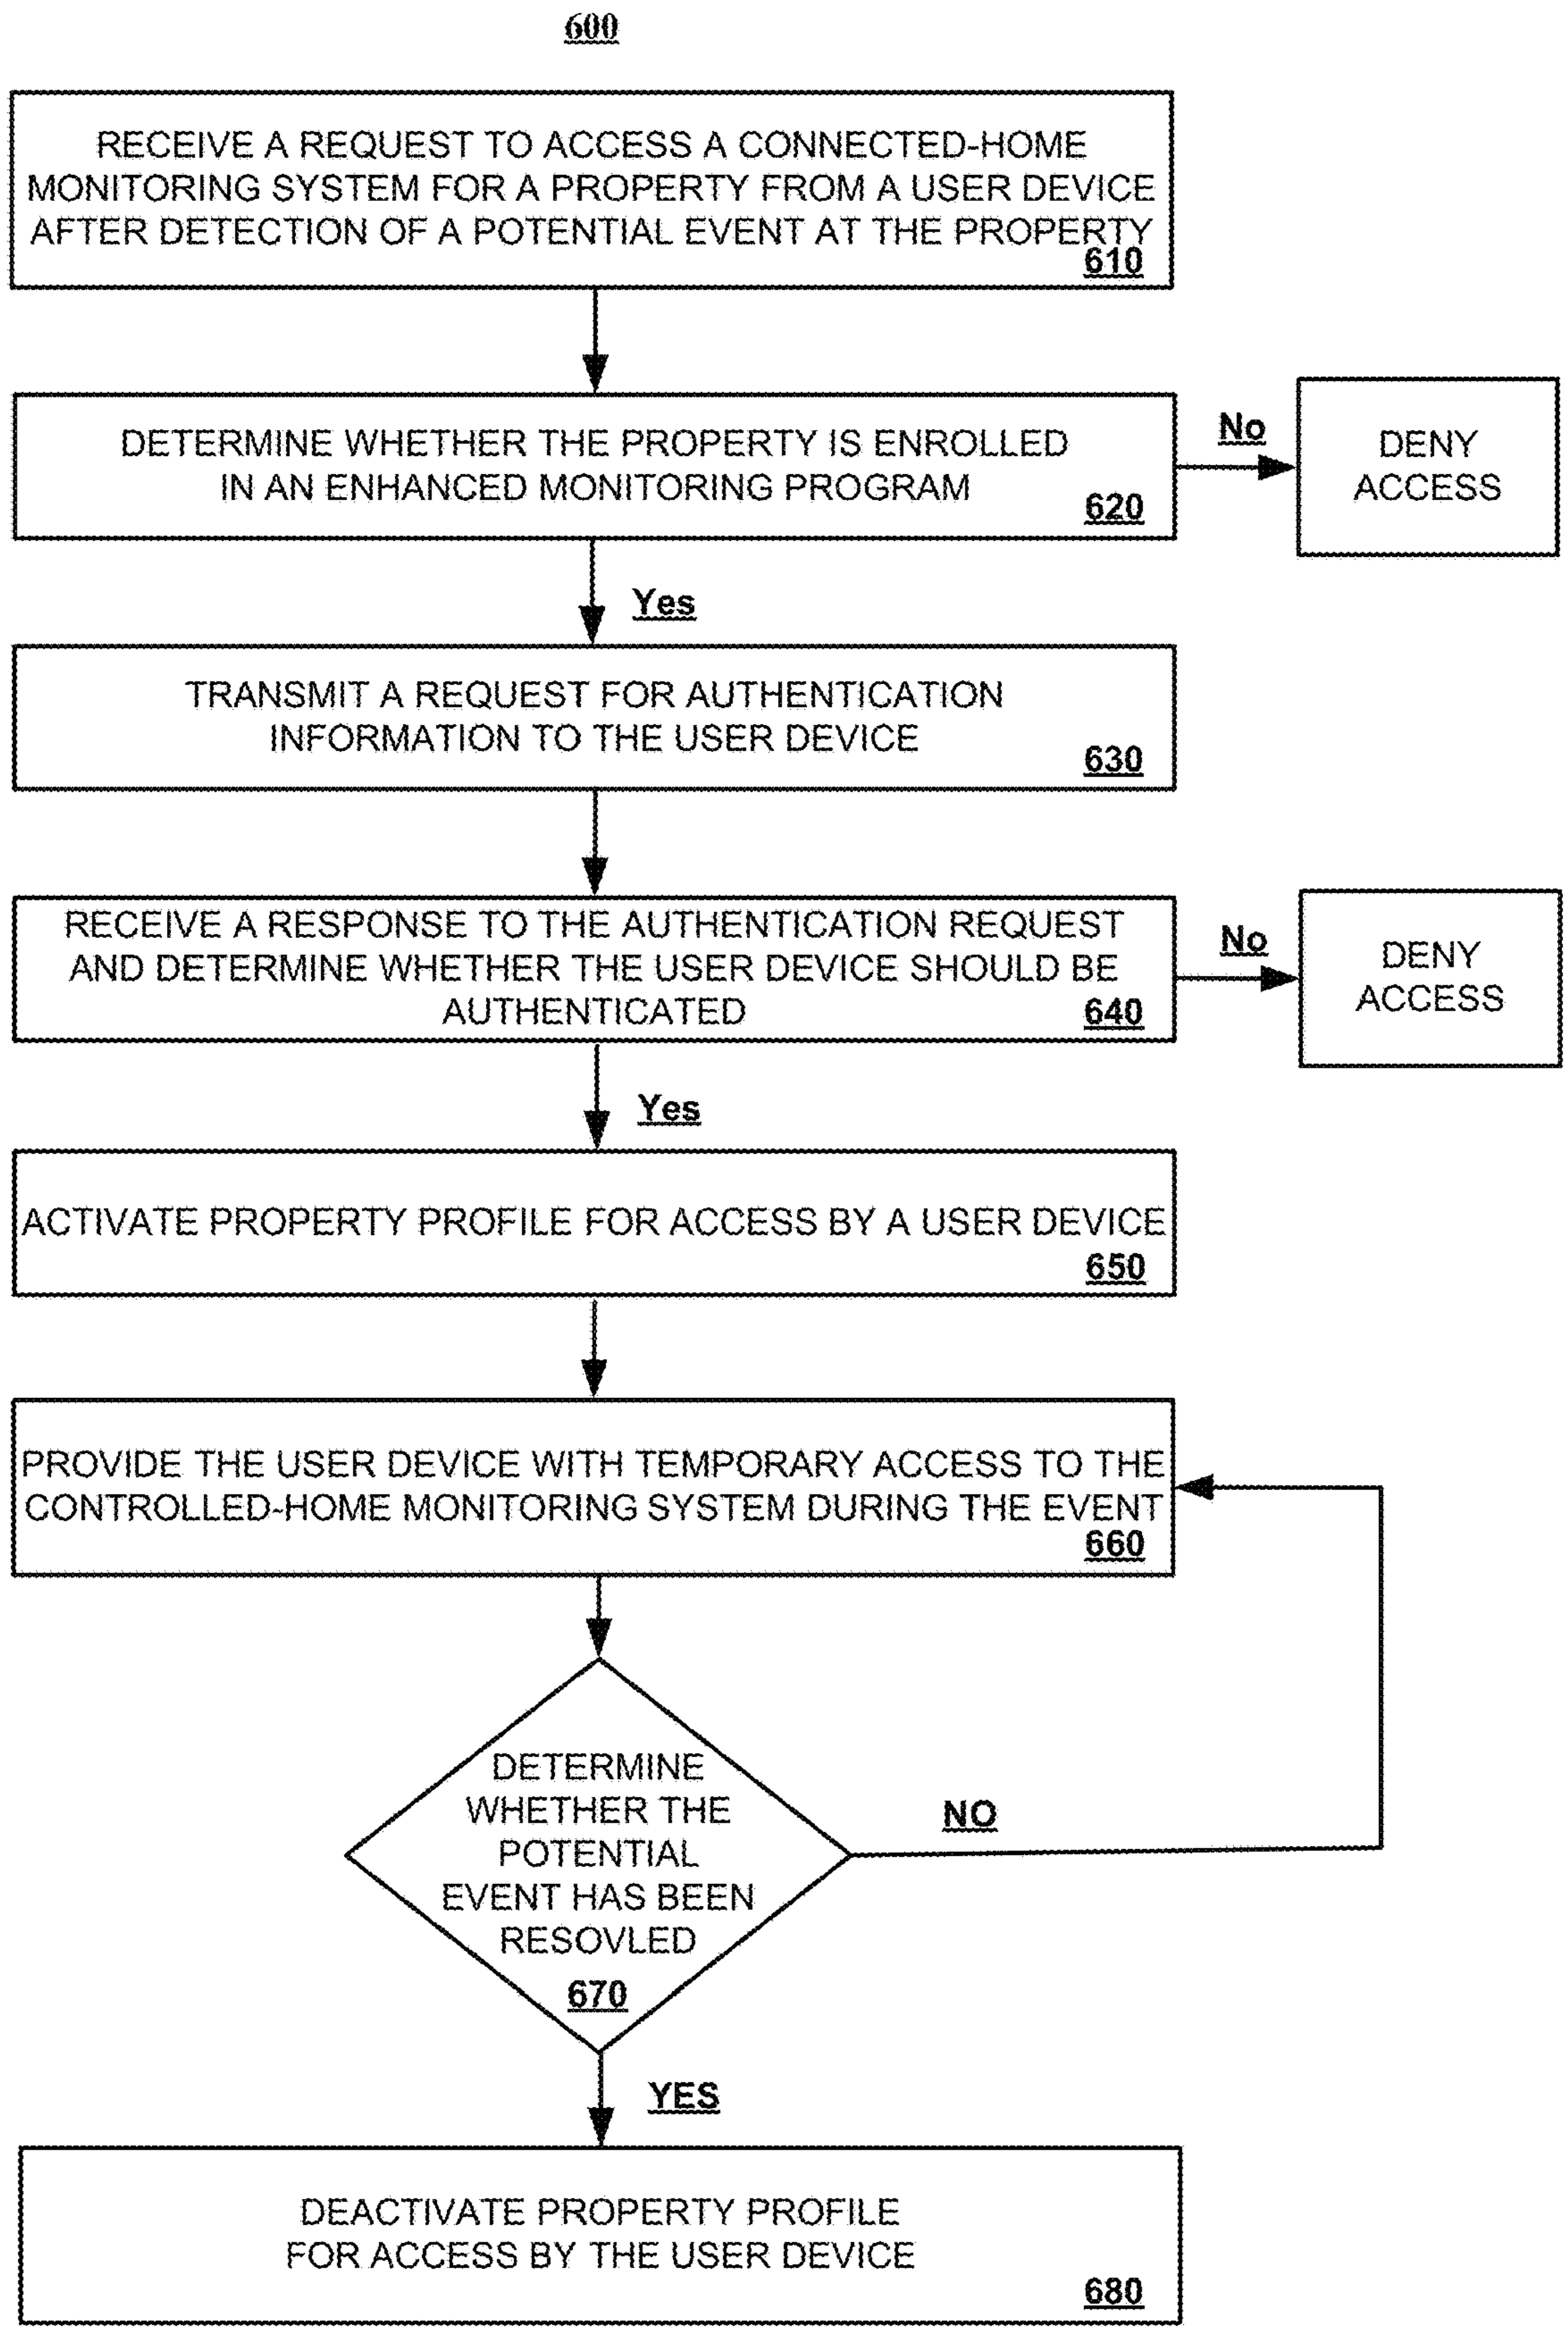 600
RECEIVE A REQUEST TO ACCESS A CONNECTED-HOME
MONITORING SYSTEM FOR A PROPERTY FROM A USER DEVICE
AFTER DETECTION OF A POTENTIAL EVENT AT THE PROPERTY
610
DETERMINE WHETHER THE PROPERTY IS ENROLLED
IN AN ENHANCED MONITORING PROGRAM
620
No
DENY
ACCESS
Yes
TRANSMIT A REQUEST FOR AUTHENTICATION
INFORMATION TO THE USER DEVICE
630
RECEIVE A RESPONSE TO THE AUTHENTICATION REQUEST
AND DETERMINE WHETHER THE USER DEVICE SHOULD BE
AUTHENTICATED
640
No
DENY
ACCESS
Yes
ACTIVATE PROPERTY PROFILE FOR ACCESS BY A USER DEVICE
650
PROVIDE THE USER DEVICE WITH TEMPORARY ACCESS TO THE
CONTROLLED-HOME MONITORING SYSTEM DURING THE EVENT
660
DETERMINE
WHETHER THE
POTENTIAL
EVENT HAS BEEN
RESOVLED
670
NO
YES
DEACTIVATE PROPERTY PROFILE
FOR ACCESS BY THE USER DEVICE
680